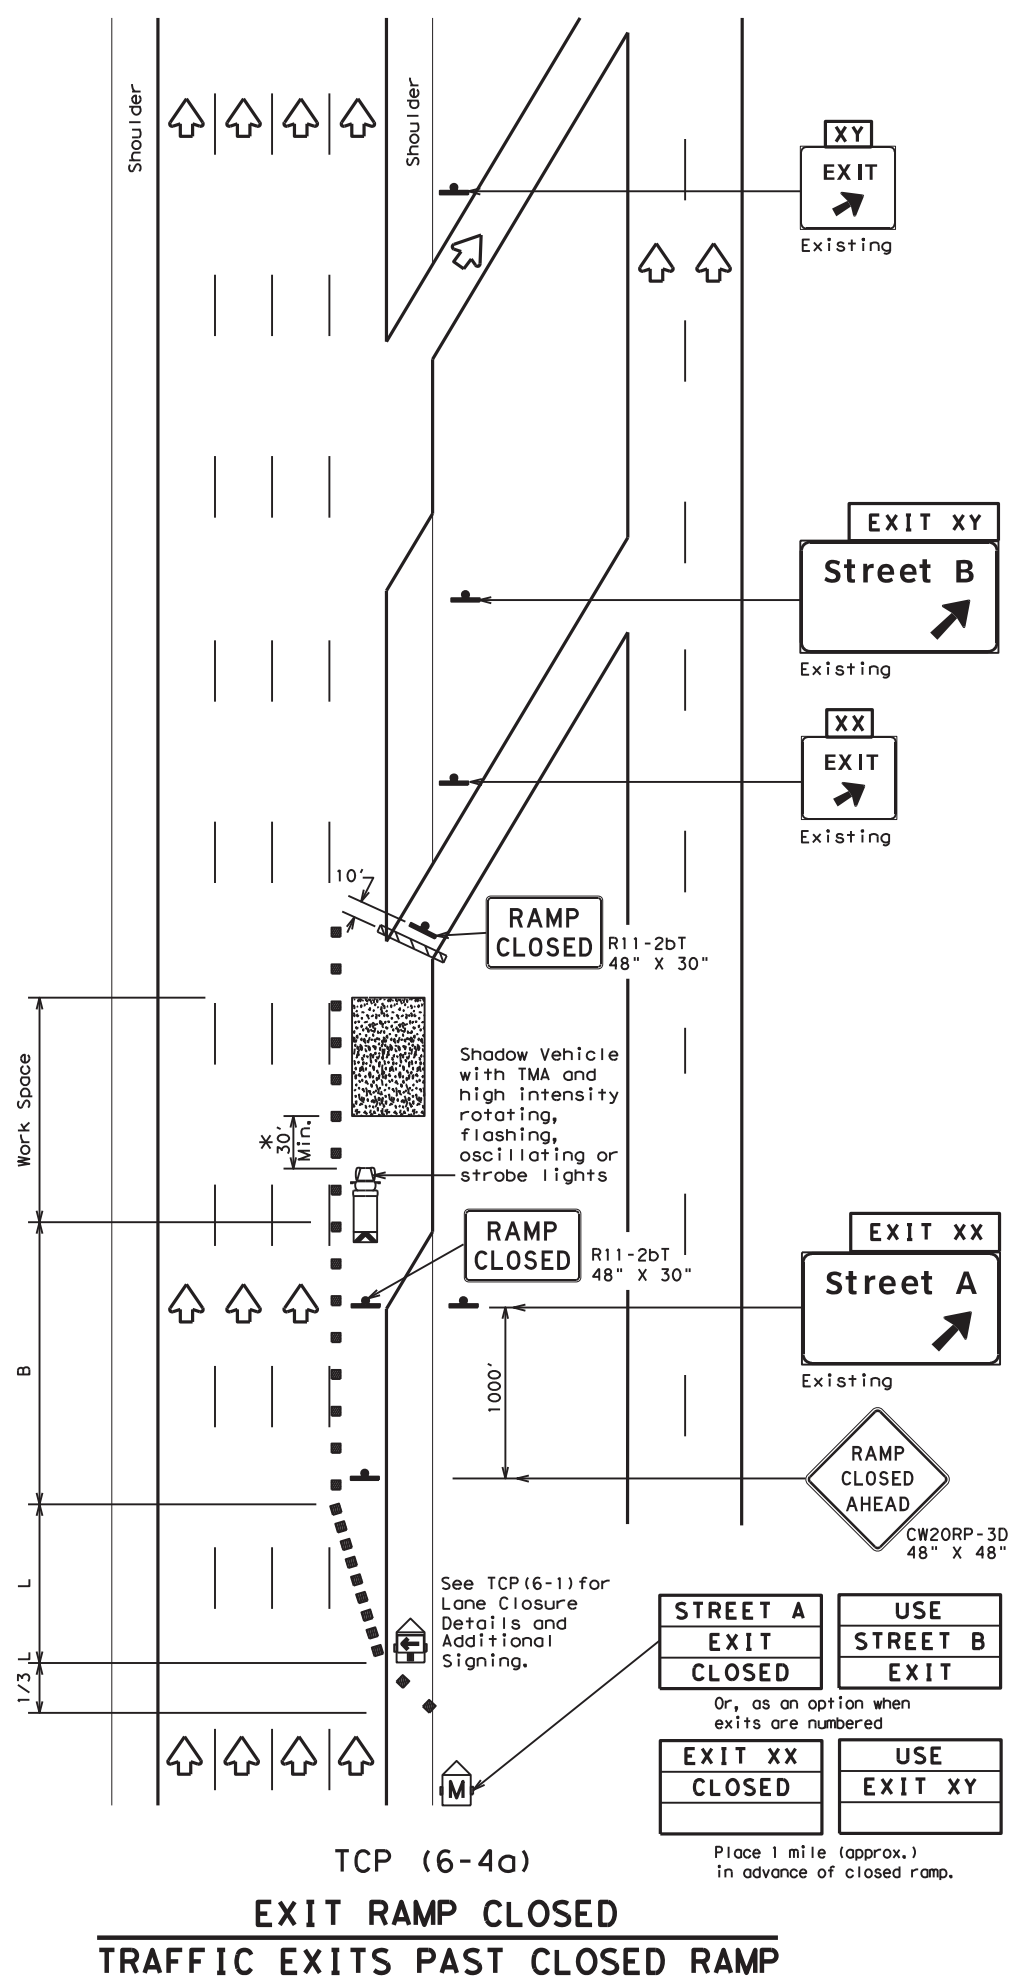 Shoulder
Shoulder
XY
EXIT
Existing
EXIT XY
Street B
Existing
XX
EXIT
Existing
10'
RAMP
CLOSED
R11-2bT
48" X 30"
Work Space
Shadow Vehicle
with TMA and
high intensity
rotating,
flashing,
oscillating or
strobe lights
*
30'
Min.
RAMP
CLOSED
R11-2bT
48" X 30"
EXIT XX
Street A
Existing
B
1000'
RAMP
CLOSED
AHEAD
CW20RP-3D
48" X 48"
L
See TCP(6-1)for
Lane Closure
Details and
Additional
Signing.
1/3 L
STREET A
EXIT
CLOSED
USE
STREET B
EXIT
Or, as an option when
exits are numbered
M
EXIT XX
CLOSED
USE
EXIT XY
Place 1 mile (approx.)
in advance of closed ramp.
TCP (6-4a)
EXIT RAMP CLOSED
TRAFFIC EXITS PAST CLOSED RAMP